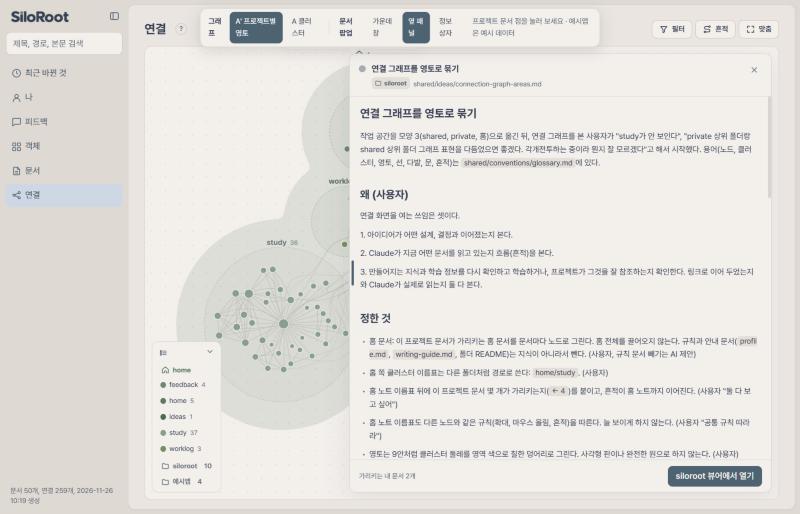 SiloRoot
제목, 경로, 본문 검색
최근 바뀐 것
나
피드백
객체
문서
연결
문서 50개, 연결 259개, 2026-11-26
10:19 생성
연결
?
그래프
A' 프로젝트별 영토
A 클러스터
문서 팝업
가운데 창
옆 패널
정보 상자
프로젝트 문서 점을 눌러 보세요 · 예시앱은 예시 데이터
필터
흔적
맞춤
study 36
home
feedback 4
home 5
ideas 1
study 37
worklog 3
siloroot 10
예시앱 4
연결 그래프를 영토로 묶기
siloroot shared/ideas/connection-graph-areas.md
연결 그래프를 영토로 묶기
작업 공간을 모양 3(shared, private, 홈)으로 옮긴 뒤, 연결 그래프를 본 사용자가 "study가 안 보인다", "private 상위 폴더랑
shared 상위 폴더 그래프 표현을 다듬었으면 좋겠다. 각개전투하는 중이라 뭔지 잘 모르겠다"고 해서 시작했다. 용어(노드, 클러
스터, 영토, 선, 다발, 문, 흔적)는 shared/conventions/glossary.md 에 있다.
왜 (사용자)
연결 화면을 여는 쓰임은 셋이다.
1. 아이디어가 어떤 설계, 결정과 이어졌는지 본다.
2. Claude가 지금 어떤 문서를 읽고 있는지 흐름(흔적)을 본다.
3. 만들어지는 지식과 학습 정보를 다시 확인하고 학습하거나, 프로젝트가 그것을 잘 참조하는지 확인한다. 링크로 이어 두었는지
와 Claude가 실제로 읽는지 둘 다 본다.
정한 것
• 홈 문서: 이 프로젝트 문서가 가리키는 홈 문서를 문서마다 노드로 그린다. 홈 전체를 끌어오지 않는다. 규칙과 안내 문서( profil
e.md , writing-guide.md , 폴더 README)는 지식이 아니라서 뺀다. (사용자, 규칙 문서 빼기는 AI 제안)
• 홈 쪽 클러스터 이름표는 다른 폴더처럼 경로로 쓴다: home/study . (사용자)
• 홈 노트 이름표 뒤에 이 프로젝트 문서 몇 개가 가리키는지( ← 4 )를 붙이고, 흔적이 홈 노트까지 이어진다. (사용자 "둘 다 보
고 싶어")
• 홈 노트 이름표도 다른 노드와 같은 규칙(확대, 마우스 올림, 흔적)을 따른다. 늘 보이게 하지 않는다. (사용자 "공통 규칙 따라
라")
• 영토는 9안처럼 클러스터 둘레를 영역 색으로 칠한 덩어리로 그린다. 사각형 판이나 완전한 원으로 하지 않는다. (사용자)
가리키는 내 문서 2개
siloroot 뷰어에서 열기